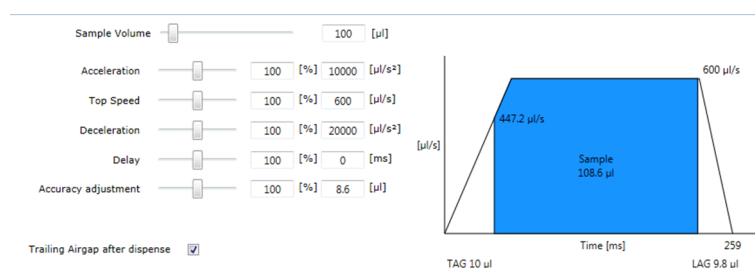 Sample Volume 100 [µl]
Acceleration 100 [%] 10000 [µl/s²]
Top Speed 100 [%] 600 [µl/s]
Deceleration 100 [%] 20000 [µl/s²]
Delay 100 [%] 0 [ms]
Accuracy adjustment 100 [%] 8.6 [µl]
Trailing Airgap after dispense
600 µl/s
447.2 µl/s
[µl/s]
Sample
108.6 µl
Time [ms] 259
TAG 10 µl LAG 9.8 µl